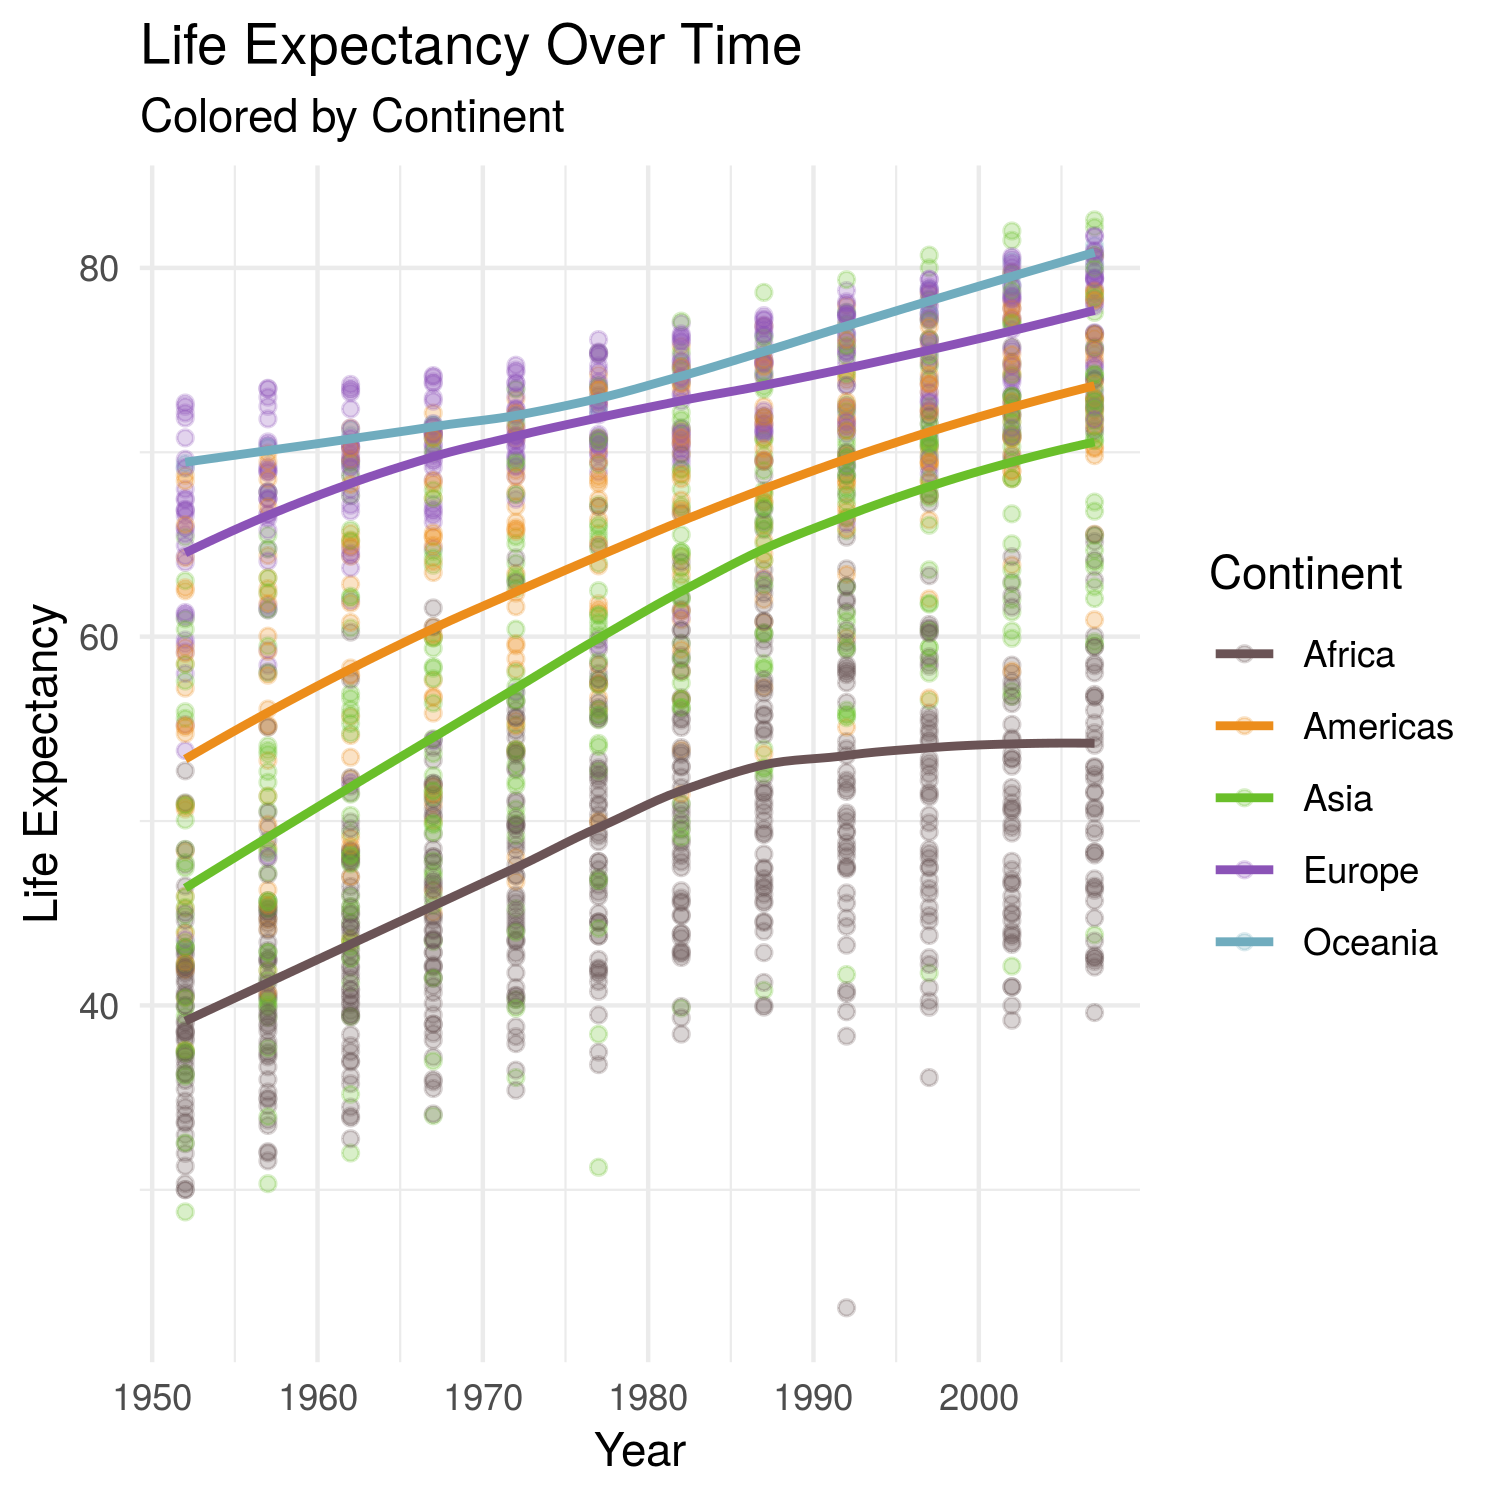 Life Expectancy Over Time
Colored by Continent
Life Expectancy
80
60
40
1950 1960 1970 1980 1990 2000
Year
Continent
Africa
Americas
Asia
Europe
Oceania